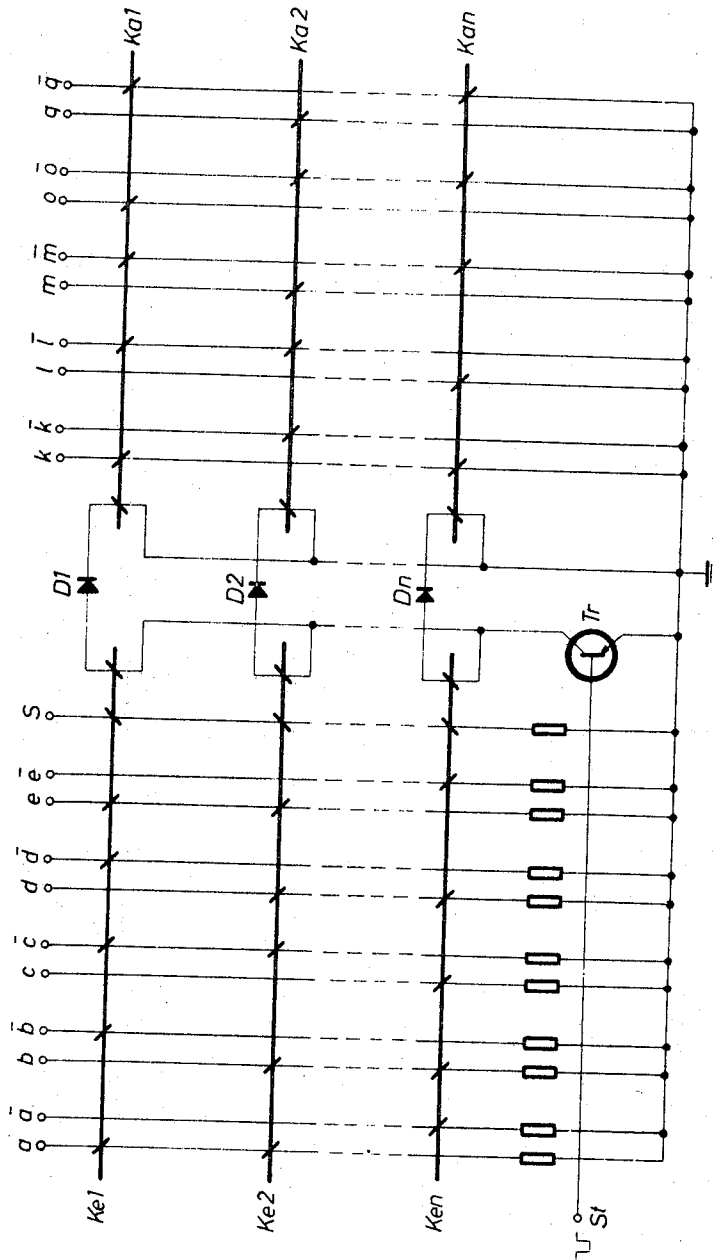 a a̅ b b̅ c c̅ d d̅ e e̅ S k k̅ l l̅ m m̅ o o̅ q q̅
Ke1 D1 Ka1
Ke2 D2 Ka2
Ken Dn Kan
Tr
St